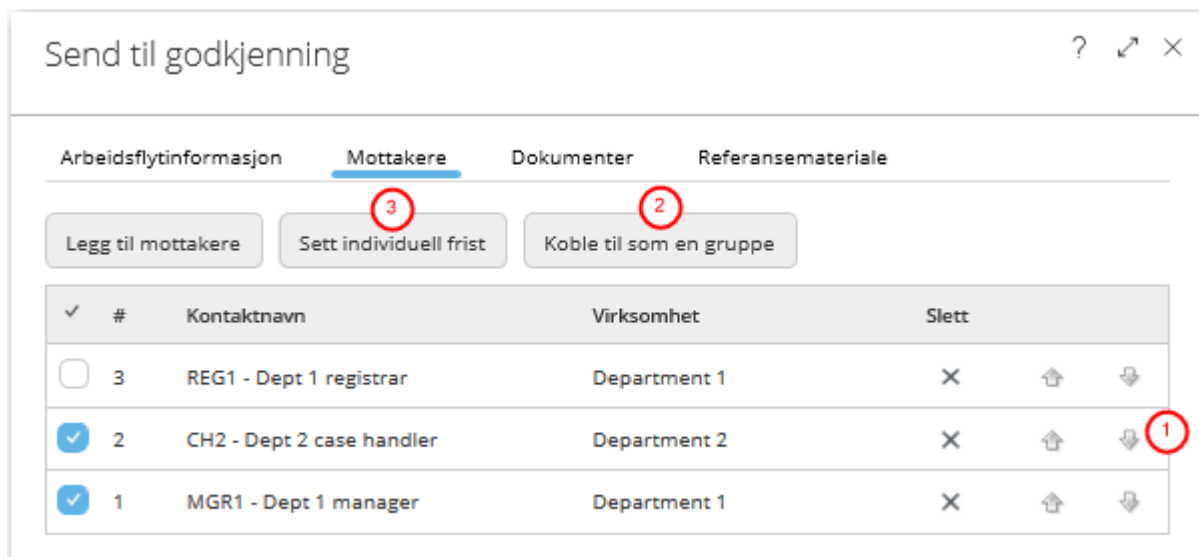 Send til godkjenning ?
Arbeidsflytinformasjon Mottakere Dokumenter Referansemateriale
3 2
Legg til mottakere Sett individuell frist Koble til som en gruppe
# Kontaktnavn Virksomhet Slett
3 REG1 - Dept 1 registrar Department 1
2 CH2 - Dept 2 case handler Department 2 1
1 MGR1 - Dept 1 manager Department 1